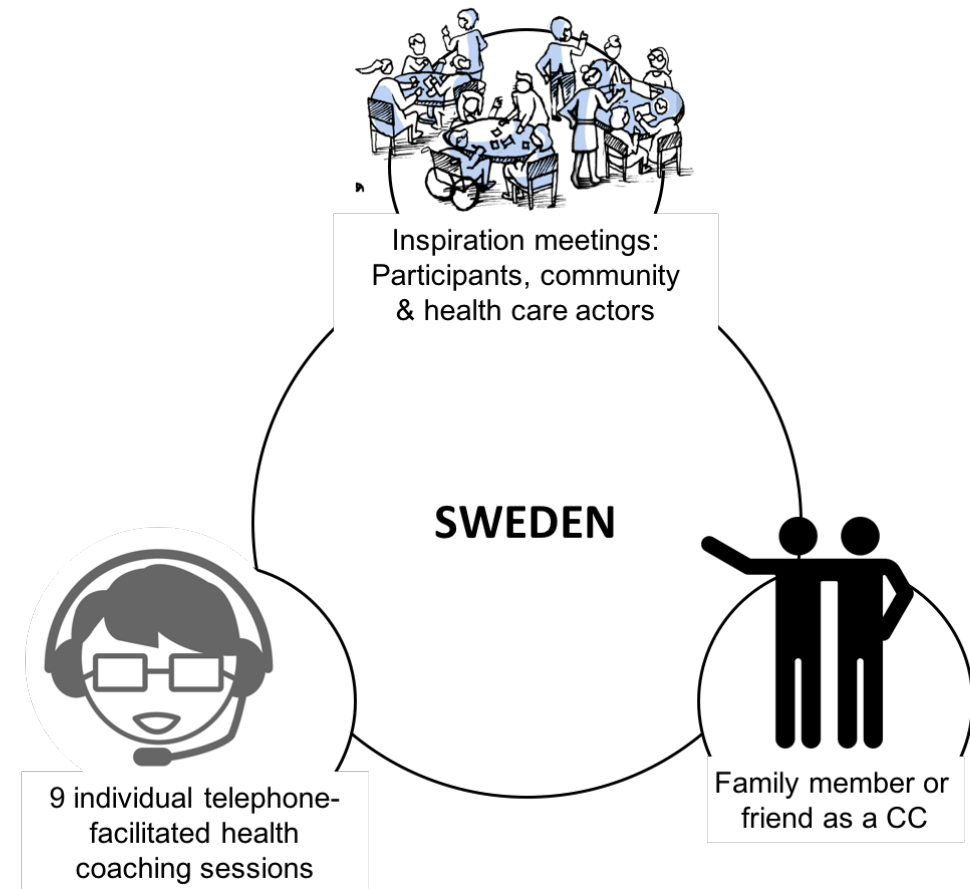 Inspiration meetings:
Participants, community
& health care actors
SWEDEN
9 individual telephone-
facilitated health
coaching sessions
Family member or
friend as a CC